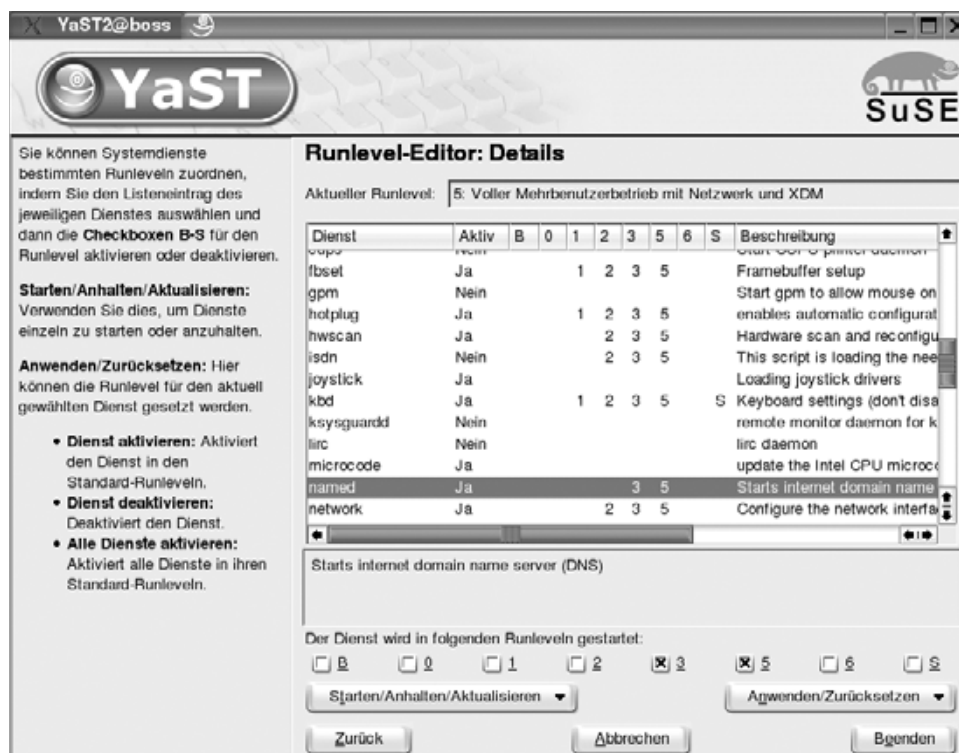 YaST2@boss
YaST
SuSE
Sie können Systemdienste
bestimmten Runleveln zuordnen,
indem Sie den Listeneintrag des
jeweiligen Dienstes auswählen und
dann die Checkboxen B-S für den
Runlevel aktivieren oder deaktivieren.
Starten/Anhalten/Aktualisieren:
Verwenden Sie dies, um Dienste
einzeln zu starten oder anzuhalten.
Anwenden/Zurücksetzen: Hier
können die Runlevel für den aktuell
gewählten Dienst gesetzt werden.
• Dienst aktivieren: Aktiviert
den Dienst in den
Standard-Runleveln.
• Dienst deaktivieren:
Deaktiviert den Dienst.
• Alle Dienste aktivieren:
Aktiviert alle Dienste in ihren
Standard-Runleveln.
Runlevel-Editor: Details
Aktueller Runlevel: 5: Voller Mehrbenutzerbetrieb mit Netzwerk und XDM
Dienst Aktiv B 0 1 2 3 5 6 S Beschreibung
cups Nein Start CUPS printer daemon
fbset Ja 1 2 3 5 Framebuffer setup
gpm Nein Start gpm to allow mouse on
hotplug Ja 1 2 3 5 enables automatic configurat
hwscan Ja 2 3 5 Hardware scan and reconfigu
isdn Nein 2 3 5 This script is loading the nee
joystick Ja Loading joystick drivers
kbd Ja 1 2 3 5 S Keyboard settings (don't disa
ksysguardd Nein remote monitor daemon for k
lirc Nein lirc daemon
microcode Ja update the Intel CPU microc
named Ja 3 5 Starts internet domain name
network Ja 2 3 5 Configure the network interfa
Starts internet domain name server (DNS)
Der Dienst wird in folgenden Runleveln gestartet:
B 0 1 2 3 5 6 S
Starten/Anhalten/Aktualisieren Anwenden/Zurücksetzen
Zurück Abbrechen Beenden